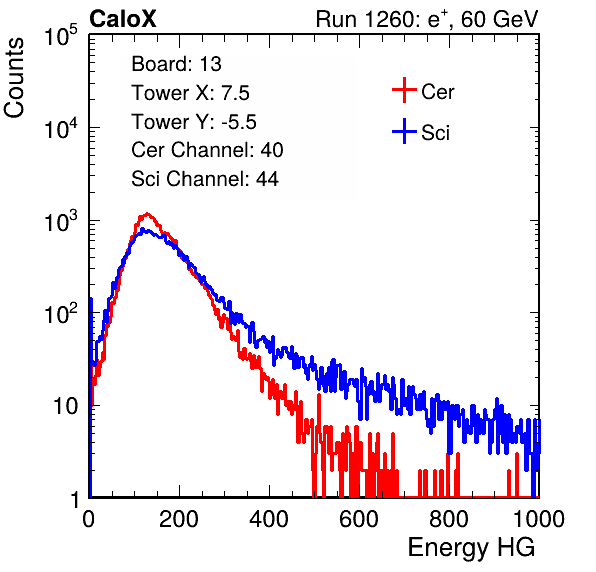 CaloX Run 1260: e⁺, 60 GeV
Counts
Board: 13
Tower X: 7.5
Tower Y: -5.5
Cer Channel: 40
Sci Channel: 44
Cer
Sci
10⁵
10⁴
10³
10²
10
1
0 200 400 600 800 1000
Energy HG